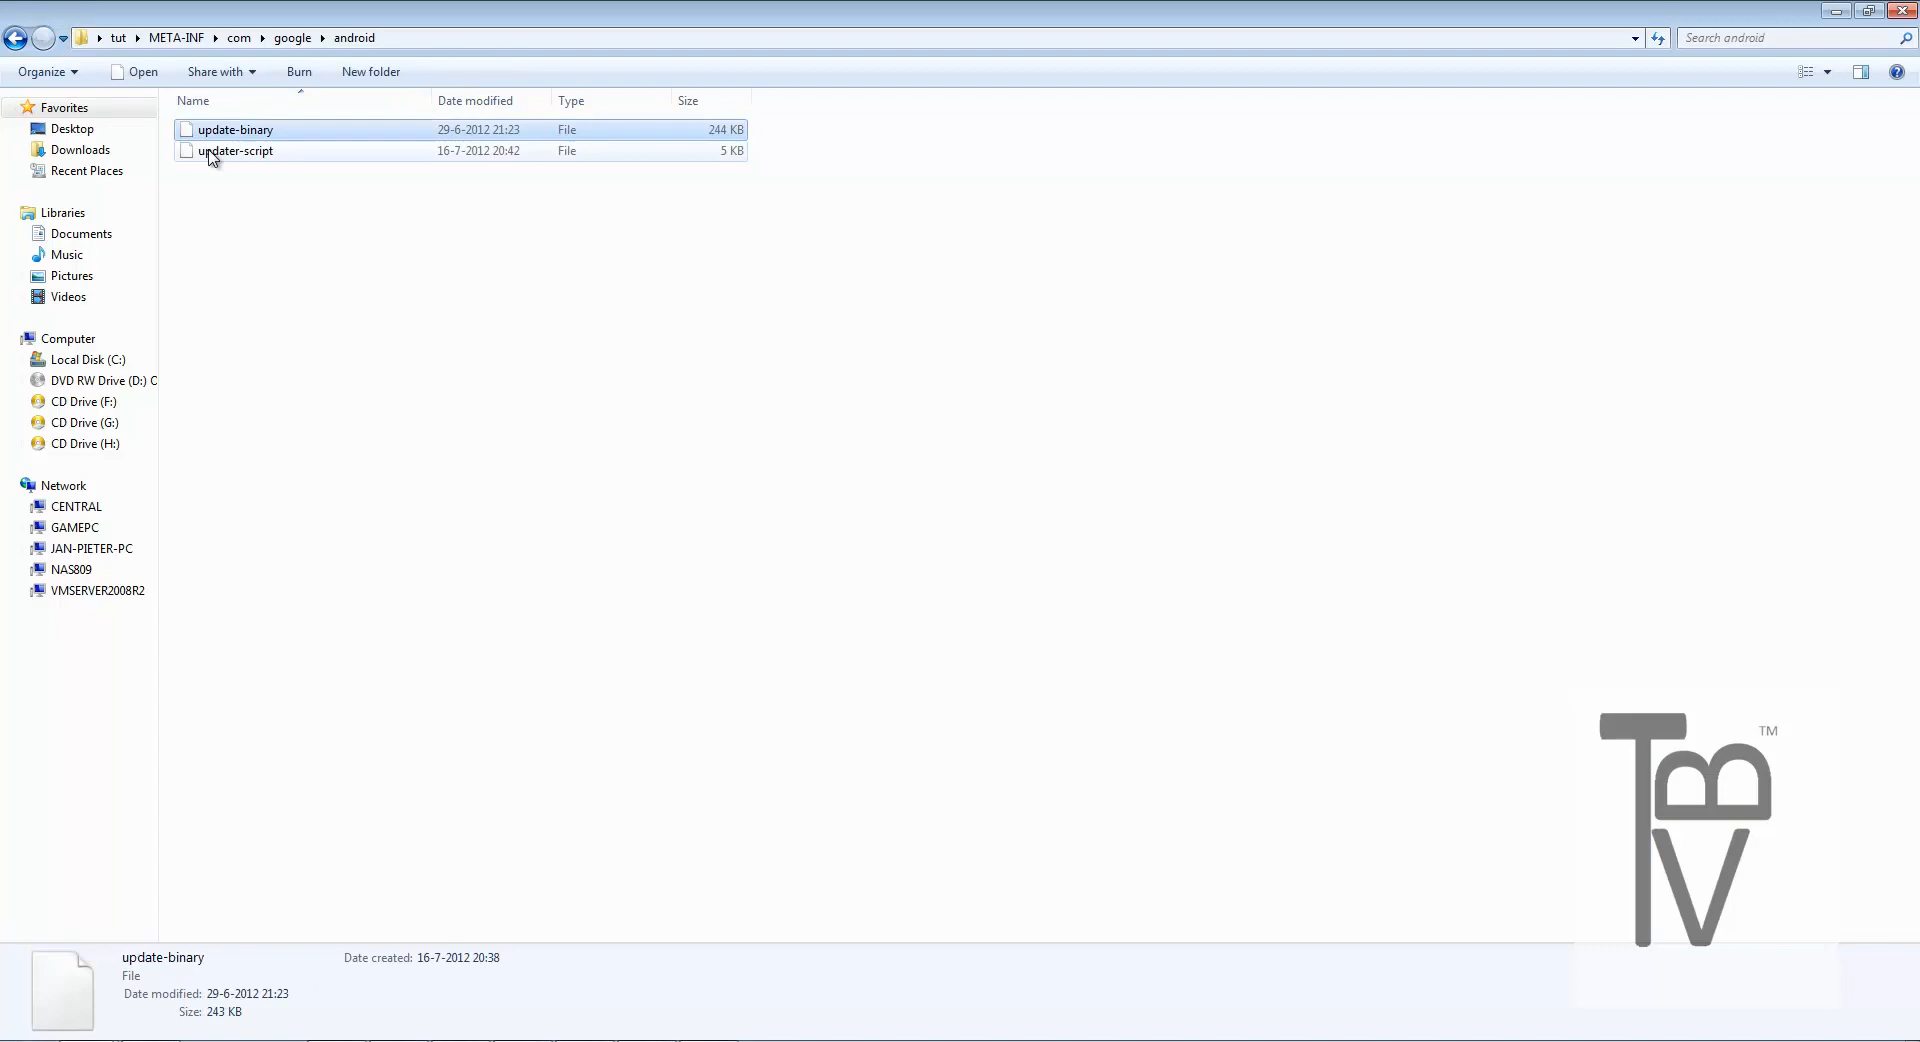 tut META-INF com google android
Search android
Organize Open Share with Burn New folder
Name Date modified Type Size
update-binary 29-6-2012 21:23 File 244 KB
updater-script 16-7-2012 20:42 File 5 KB
Favorites
Desktop
Downloads
Recent Places
Libraries
Documents
Music
Pictures
Videos
Computer
Local Disk (C:)
DVD RW Drive (D:) C
CD Drive (F:)
CD Drive (G:)
CD Drive (H:)
Network
CENTRAL
GAMEPC
JAN-PIETER-PC
NAS809
VMSERVER2008R2
TBV TM
update-binary Date created: 16-7-2012 20:38
File
Date modified: 29-6-2012 21:23
Size: 243 KB